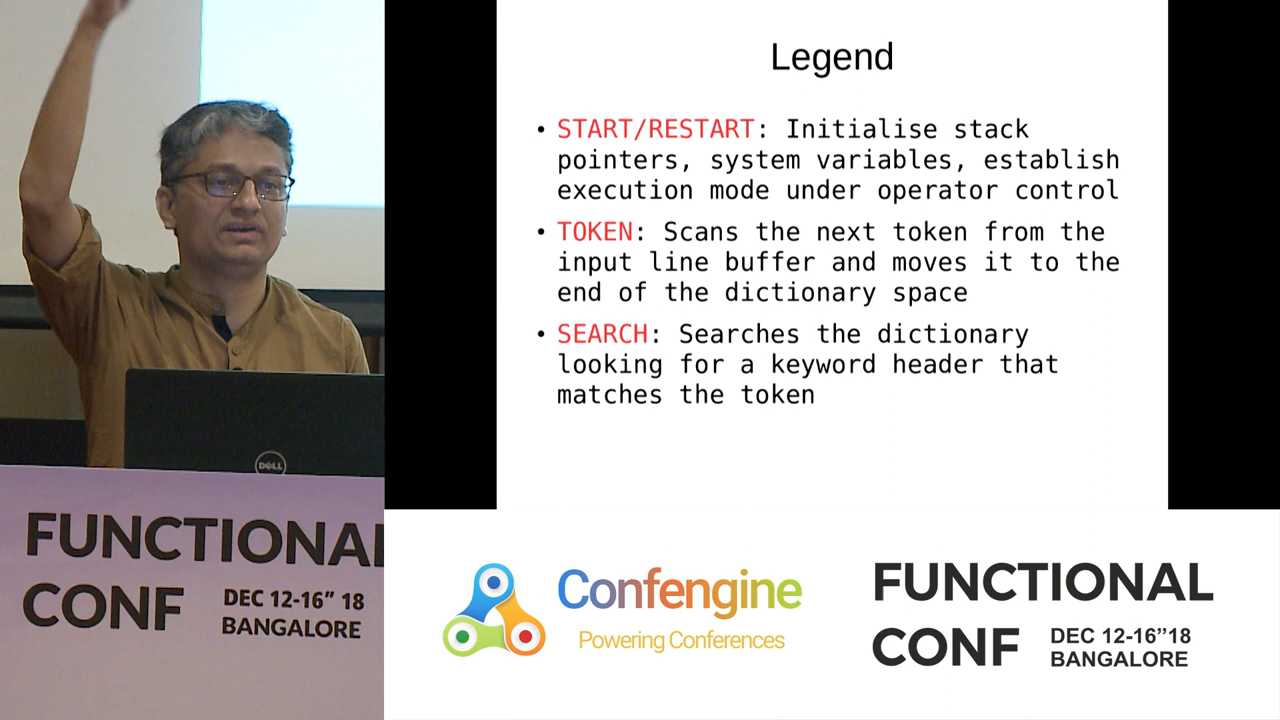 Legend
• START/RESTART: Initialise stack
pointers, system variables, establish
execution mode under operator control
• TOKEN: Scans the next token from the
input line buffer and moves it to the
end of the dictionary space
• SEARCH: Searches the dictionary
looking for a keyword header that
matches the token
DELL
FUNCTIONAL
CONF DEC 12-16” 18
BANGALORE
Confengine
Powering Conferences
FUNCTIONAL
CONF DEC 12-16”18
BANGALORE